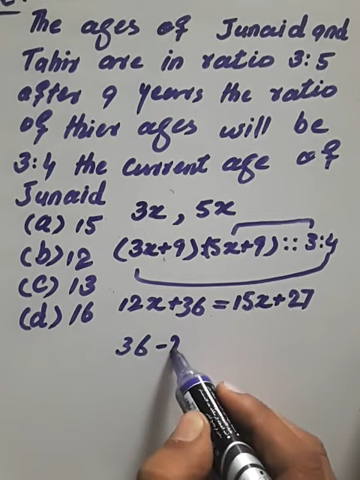 The ages of Junaid and
Tahir are in ratio 3:5
after 9 years the ratio
of thier ages will be
3:4 the current age of
Junaid
(a) 15
3x, 5x
(b) 12
(3x+9):(5x+9) :: 3:4
(c) 13
(d) 16
12x+36=15x+27
36-2